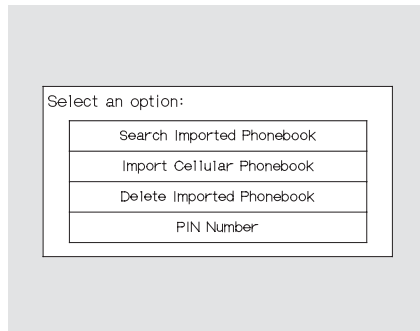 Select an option:
Search Imported Phonebook
Import Cellular Phonebook
Delete Imported Phonebook
PIN Number